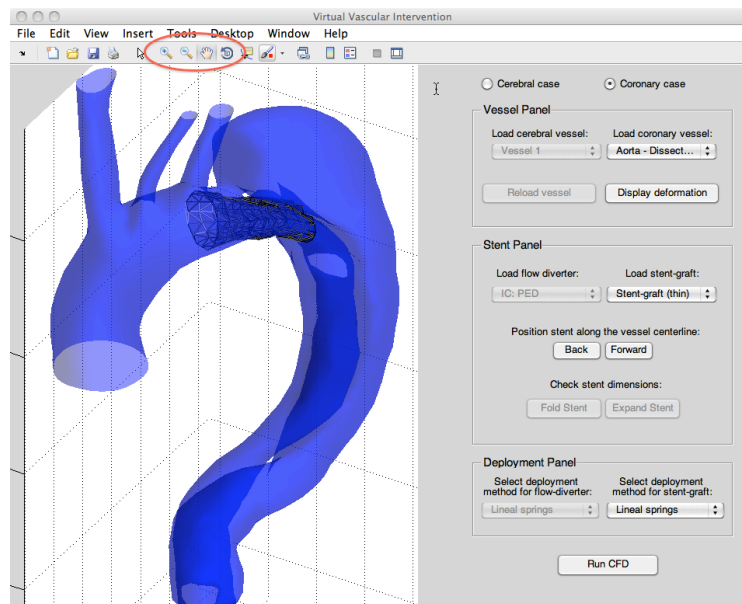 Virtual Vascular Intervention
File Edit View Insert Tools Desktop Window Help
Cerebral case Coronary case
Vessel Panel
Load cerebral vessel: Load coronary vessel:
Vessel 1 Aorta - Dissect...
Reload vessel Display deformation
Stent Panel
Load flow diverter: Load stent-graft:
IC: PED Stent-graft (thin)
Position stent along the vessel centerline:
Back Forward
Check stent dimensions:
Fold Stent Expand Stent
Deployment Panel
Select deployment Select deployment
method for flow-diverter: method for stent-graft:
Lineal springs Lineal springs
Run CFD